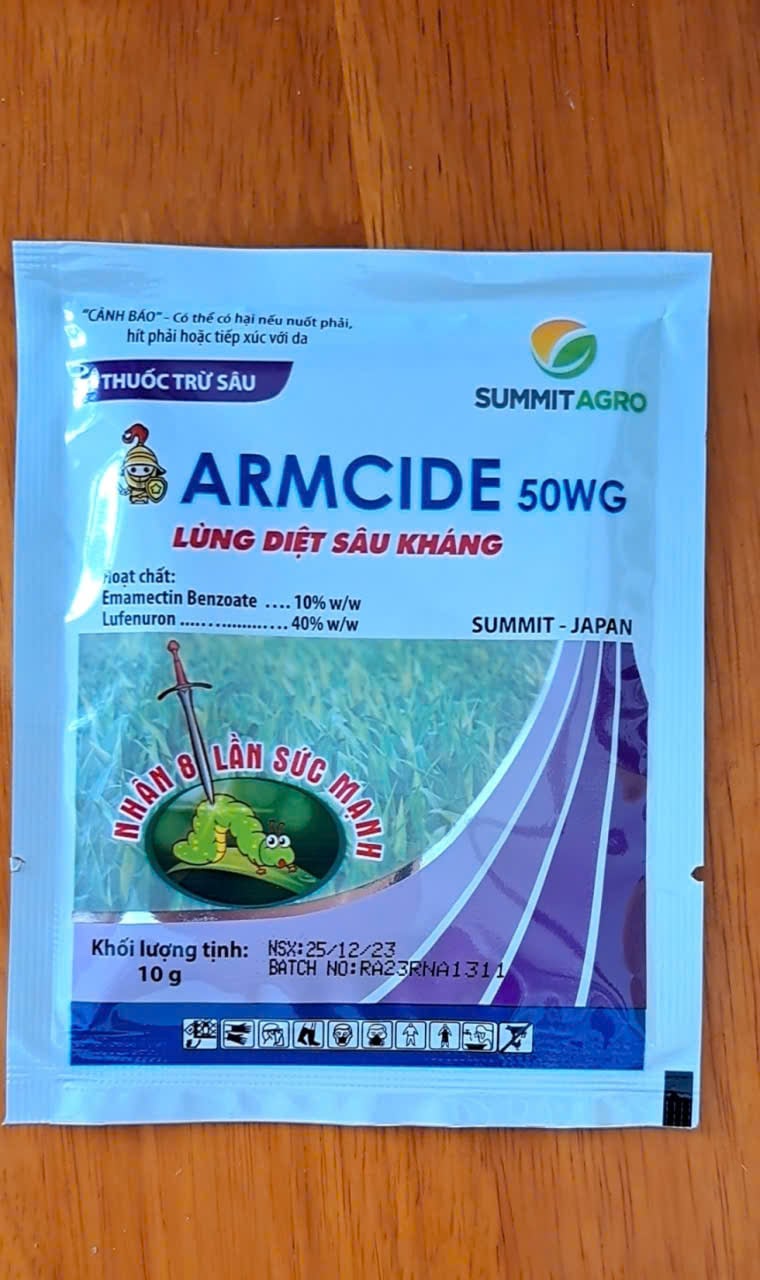 "CẢNH BÁO" - Có thể có hại nếu nuốt phải,
hít phải hoặc tiếp xúc với da
THUỐC TRỪ SÂU
SUMMIT AGRO
ARMCIDE 50WG
LÙNG DIỆT SÂU KHÁNG
Hoạt chất:
Emamectin Benzoate .... 10% w/w
Lufenuron ................ 40% w/w
SUMMIT - JAPAN
NHÂN 8 LẦN SỨC MẠNH
Khối lượng tịnh:
10 g
NSX:25/12/23
BATCH NO:RA23RNA1311